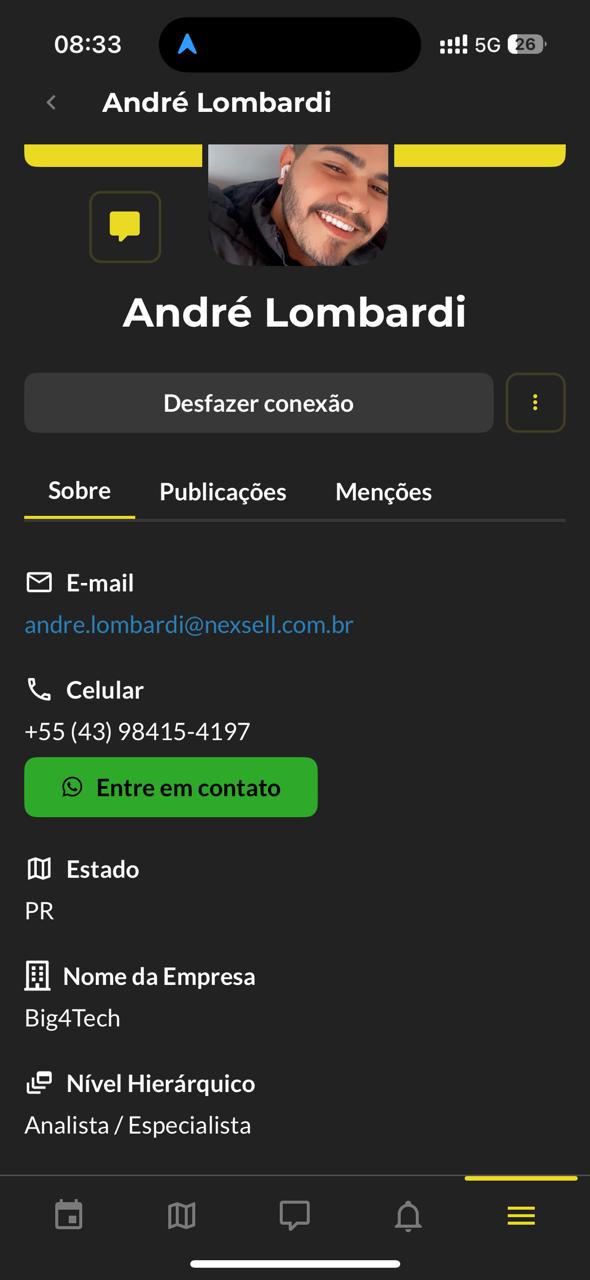 08:33
5G
26
André Lombardi
André Lombardi
Desfazer conexão
Sobre
Publicações
Menções
E-mail
andre.lombardi@nexsell.com.br
Celular
+55 (43) 98415-4197
Entre em contato
Estado
PR
Nome da Empresa
Big4Tech
Nível Hierárquico
Analista / Especialista